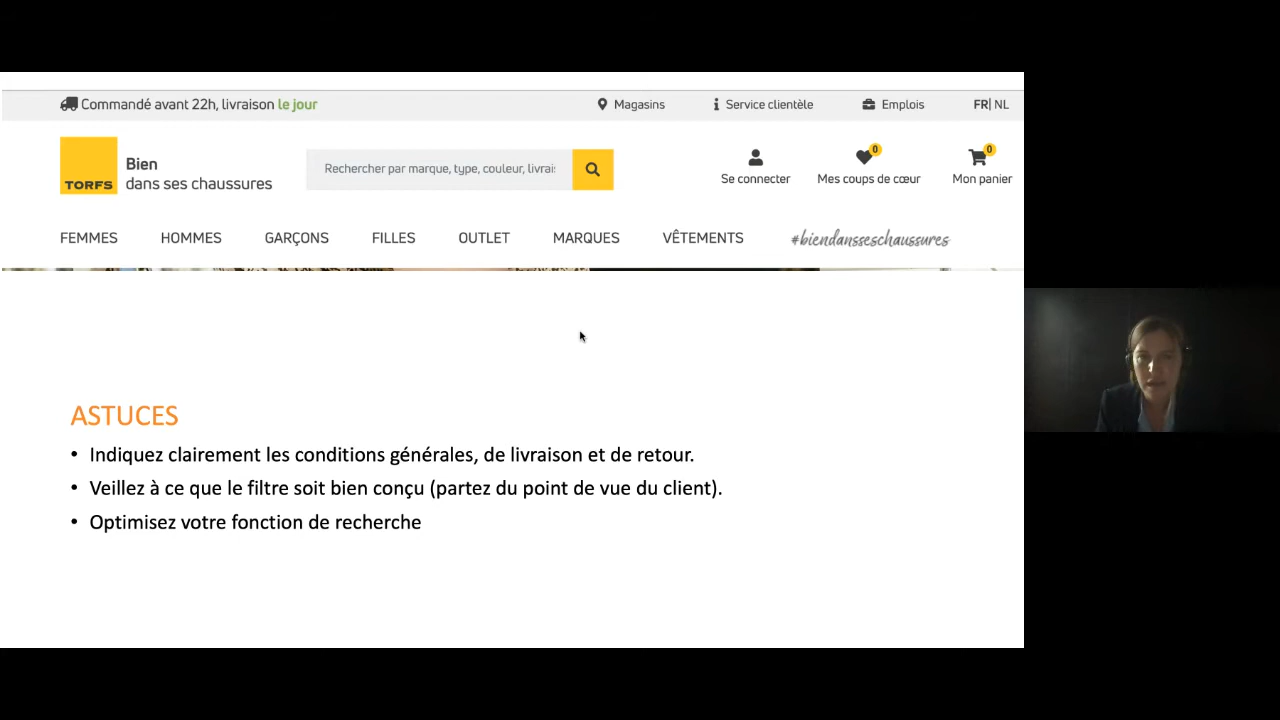 Commandé avant 22h, livraison le jour
Magasins
Service clientèle
Emplois
FR| NL
TORFS
Bien
dans ses chaussures
Rechercher par marque, type, couleur, livrai
Se connecter
0
Mes coups de cœur
0
Mon panier
FEMMES
HOMMES
GARÇONS
FILLES
OUTLET
MARQUES
VÊTEMENTS
#biendansseschaussures
ASTUCES
• Indiquez clairement les conditions générales, de livraison et de retour.
• Veillez à ce que le filtre soit bien conçu (partez du point de vue du client).
• Optimisez votre fonction de recherche